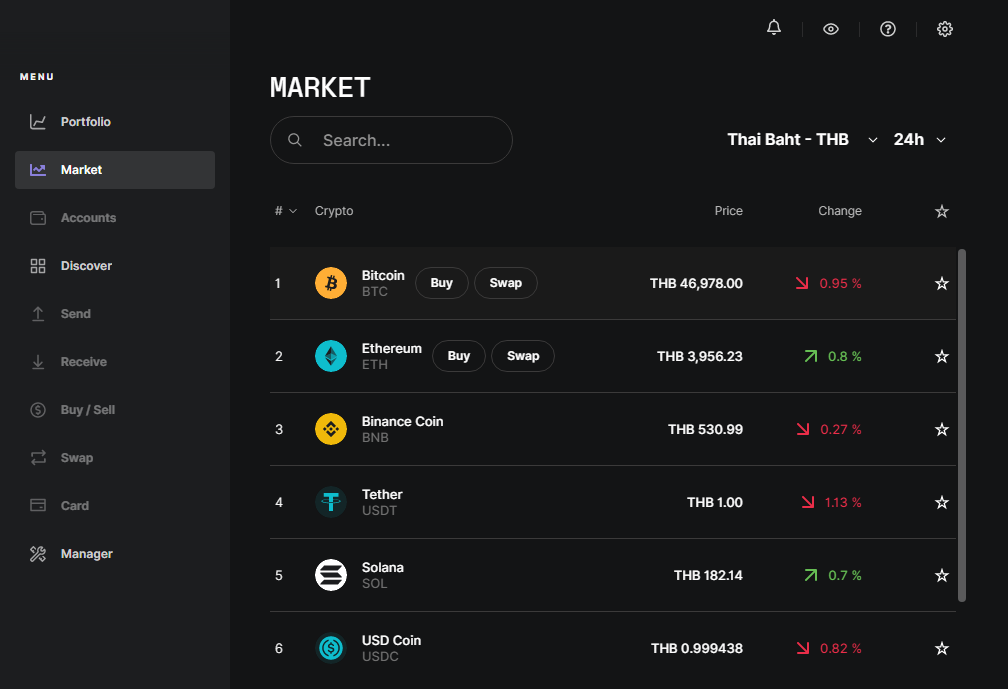 MENU
Portfolio
Market
Accounts
Discover
Send
Receive
Buy / Sell
Swap
Card
Manager
MARKET
Search...
Thai Baht - THB 24h
# Crypto Price Change
1 Bitcoin BTC Buy Swap THB 46,978.00 0.95 %
2 Ethereum ETH Buy Swap THB 3,956.23 0.8 %
3 Binance Coin BNB THB 530.99 0.27 %
4 Tether USDT THB 1.00 1.13 %
5 Solana SOL THB 182.14 0.7 %
6 USD Coin USDC THB 0.999438 0.82 %